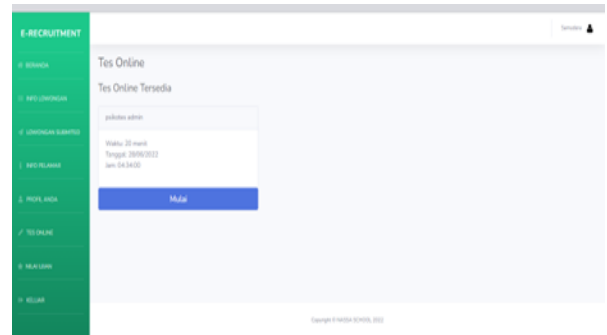 E-RECRUITMENT
BERANDA
INFO LOWONGAN
LOWONGAN SUBMITED
INFO PELAMAR
PROFIL ANDA
TES ONLINE
NILAI UJIAN
KELUAR
Tes Online
Tes Online Tersedia
psikotes admin
Waktu: 20 menit
Tanggal: 28/08/2022
Jam: 04:34:00
Mulai